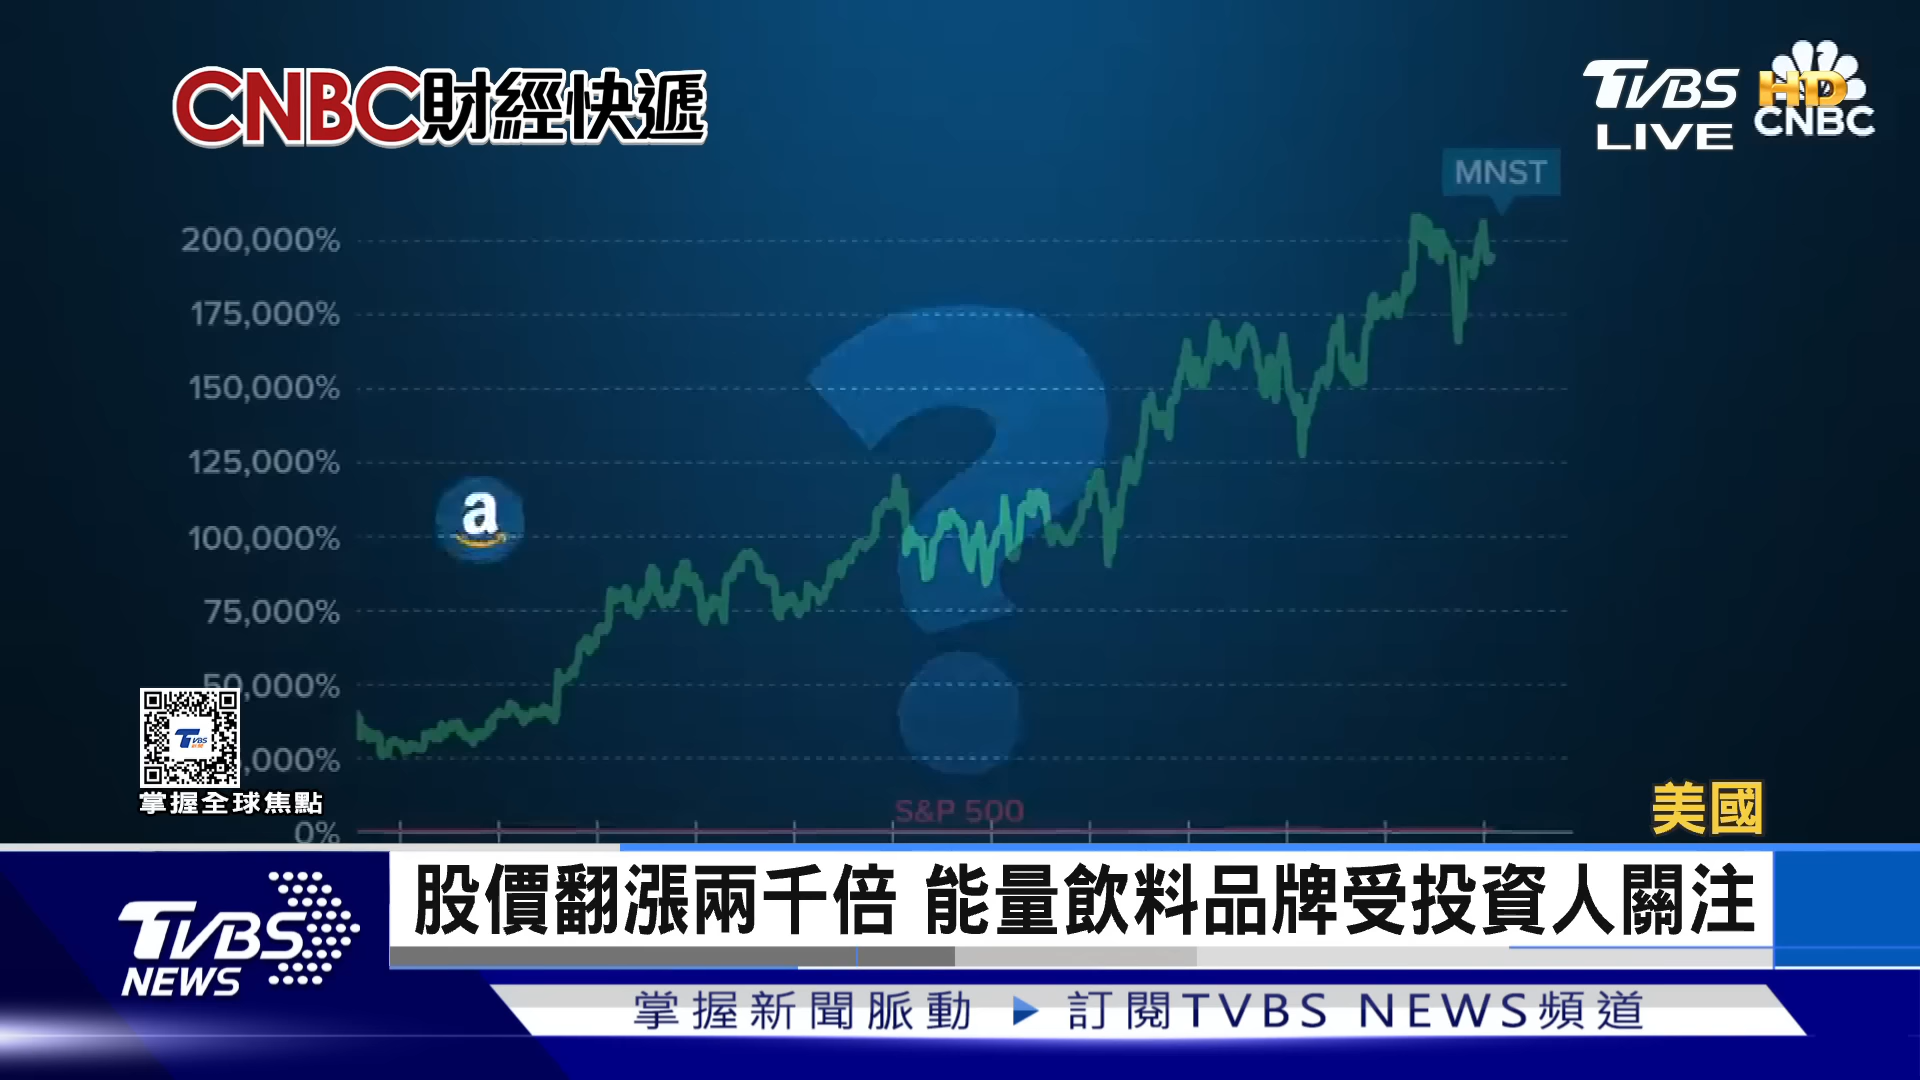 CNBC財經快遞
TVBS
LIVE
HD
CNBC
MNST
200,000%
175,000%
150,000%
125,000%
100,000%
75,000%
50,000%
,000%
0%
a
S&P 500
TVBS
掌握全球焦點
美國
股價翻漲兩千倍 能量飲料品牌受投資人關注
TVBS
NEWS
掌握新聞脈動 ▶ 訂閱TVBS NEWS頻道